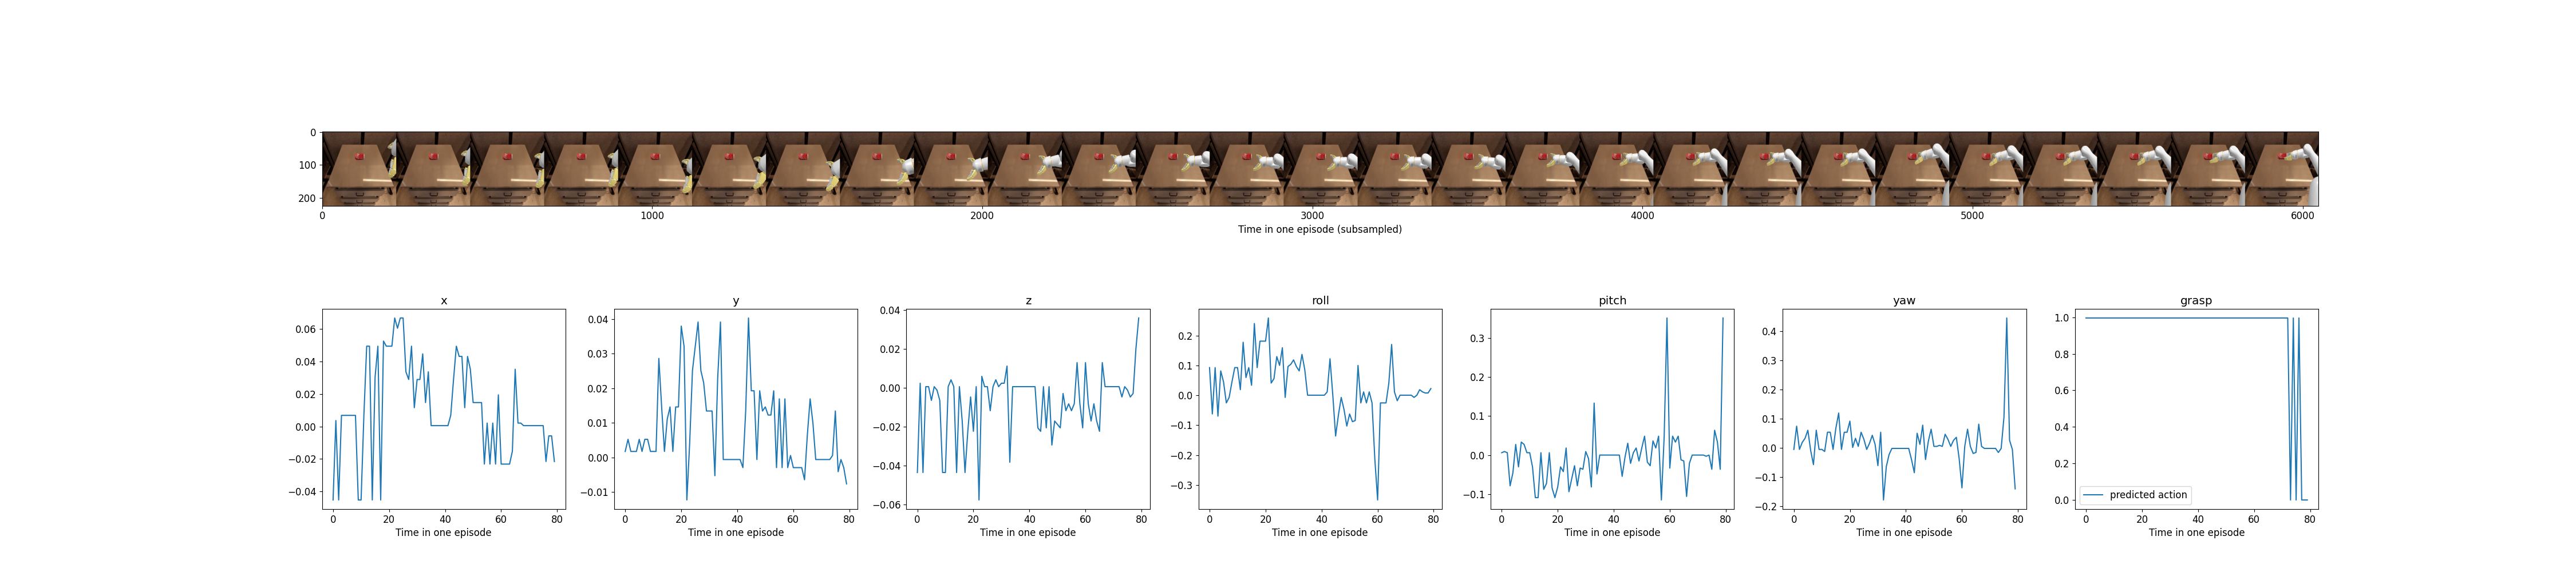 0
100
200
0 1000 2000 3000 4000 5000 6000
Time in one episode (subsampled)
x
0.06
0.04
0.02
0.00
−0.02
−0.04
0 20 40 60 80
Time in one episode
y
0.04
0.03
0.02
0.01
0.00
−0.01
0 20 40 60 80
Time in one episode
z
0.04
0.02
0.00
−0.02
−0.04
−0.06
0 20 40 60 80
Time in one episode
roll
0.2
0.1
0.0
−0.1
−0.2
−0.3
0 20 40 60 80
Time in one episode
pitch
0.3
0.2
0.1
0.0
−0.1
0 20 40 60 80
Time in one episode
yaw
0.4
0.3
0.2
0.1
0.0
−0.1
−0.2
0 20 40 60 80
Time in one episode
grasp
1.0
0.8
0.6
0.4
0.2
0.0
predicted action
0 20 40 60 80
Time in one episode